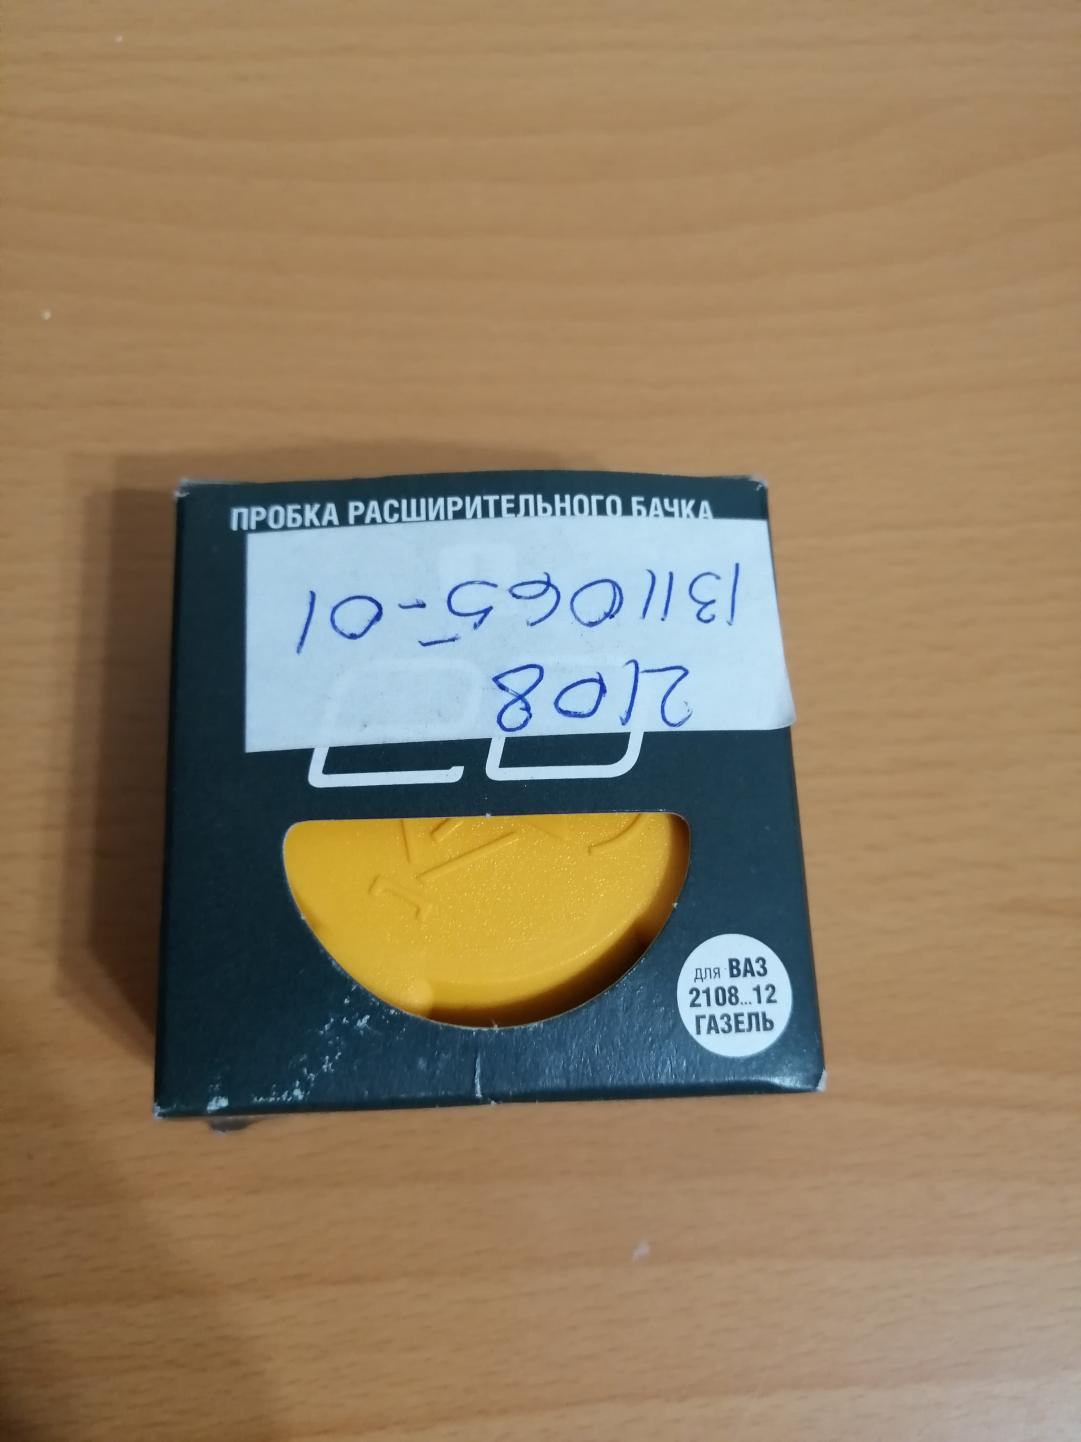 ПРОБКА РАСШИРИТЕЛЬНОГО БАЧКА
2108
1311065-01
для ВАЗ
2108...12
ГАЗЕЛЬ